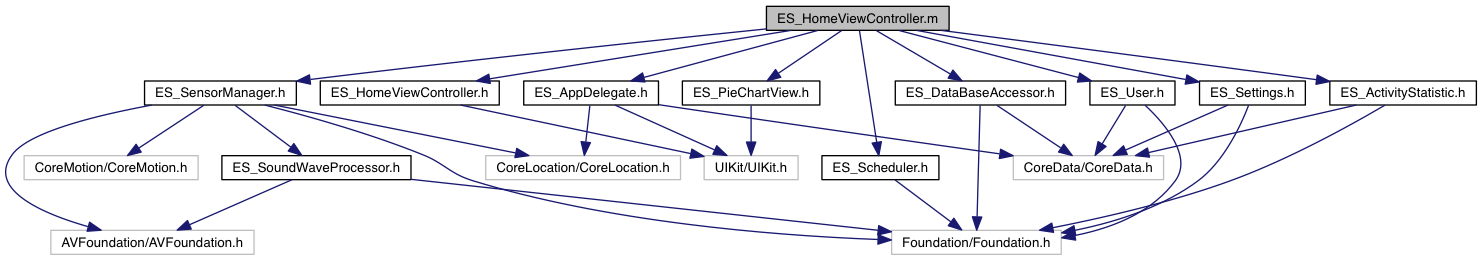 ES_HomeViewController.m
ES_SensorManager.h
ES_HomeViewController.h
ES_AppDelegate.h
ES_PieChartView.h
ES_DataBaseAccessor.h
ES_User.h
ES_Settings.h
ES_ActivityStatistic.h
CoreMotion/CoreMotion.h
ES_SoundWaveProcessor.h
CoreLocation/CoreLocation.h
UIKit/UIKit.h
ES_Scheduler.h
CoreData/CoreData.h
AVFoundation/AVFoundation.h
Foundation/Foundation.h